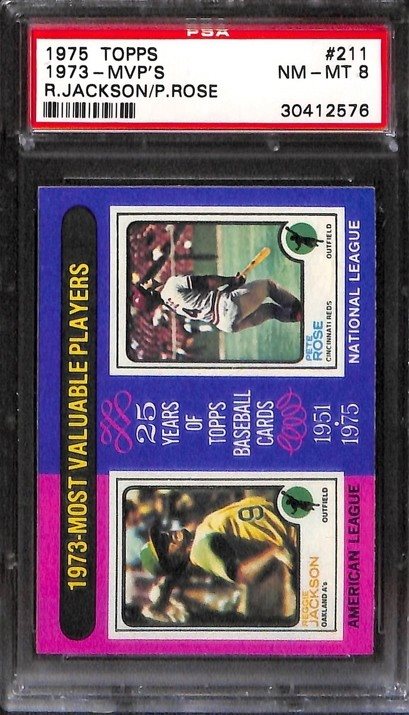 PSA
1975 TOPPS #211
1973-MVP'S NM-MT 8
R.JACKSON/P.ROSE
30412576
1973-MOST VALUABLE PLAYERS
REGGIE
JACKSON
OAKLAND A's
OUTFIELD
9
AMERICAN LEAGUE
25
YEARS
OF
TOPPS
BASEBALL
CARDS
1951
1975
PETE
ROSE
CINCINNATI REDS
OUTFIELD
NATIONAL LEAGUE